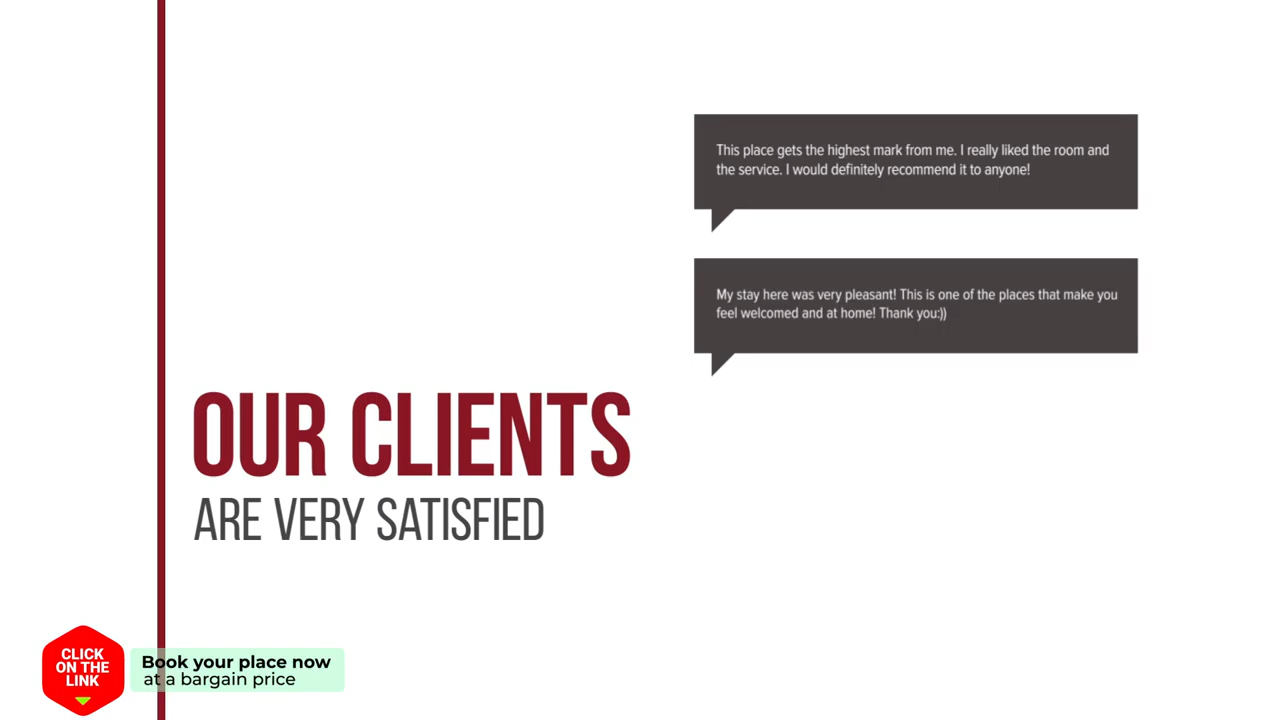 This place gets the highest mark from me. I really liked the room and
the service. I would definitely recommend it to anyone!
My stay here was very pleasant! This is one of the places that make you
feel welcomed and at home! Thank you:))
OUR CLIENTS
ARE VERY SATISFIED
CLICK
ON THE
LINK
Book your place now
at a bargain price